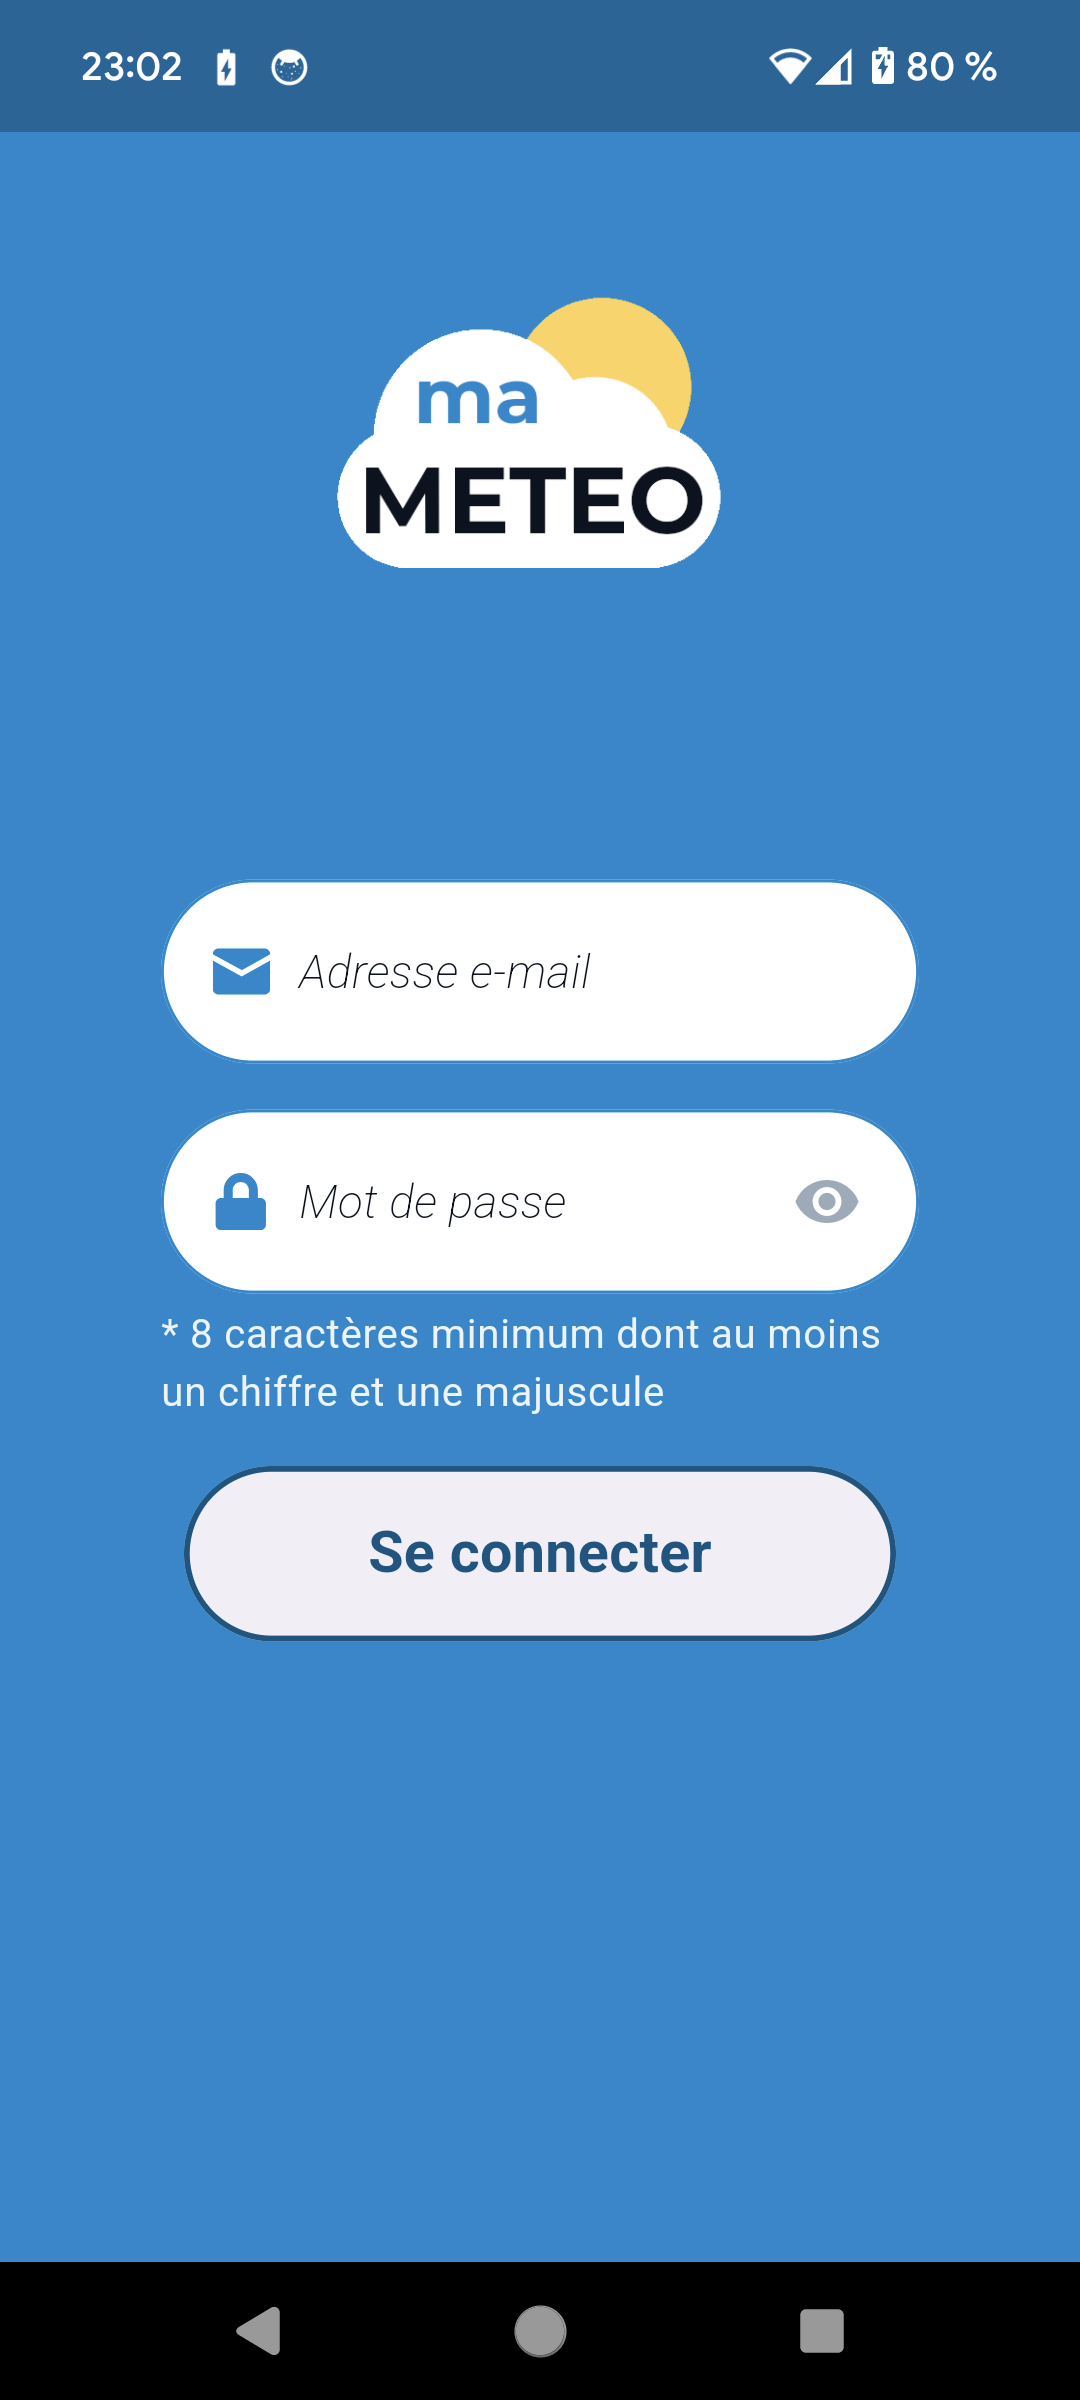 23:02
80 %
ma
METEO
Adresse e-mail
Mot de passe
* 8 caractères minimum dont au moins
un chiffre et une majuscule
Se connecter